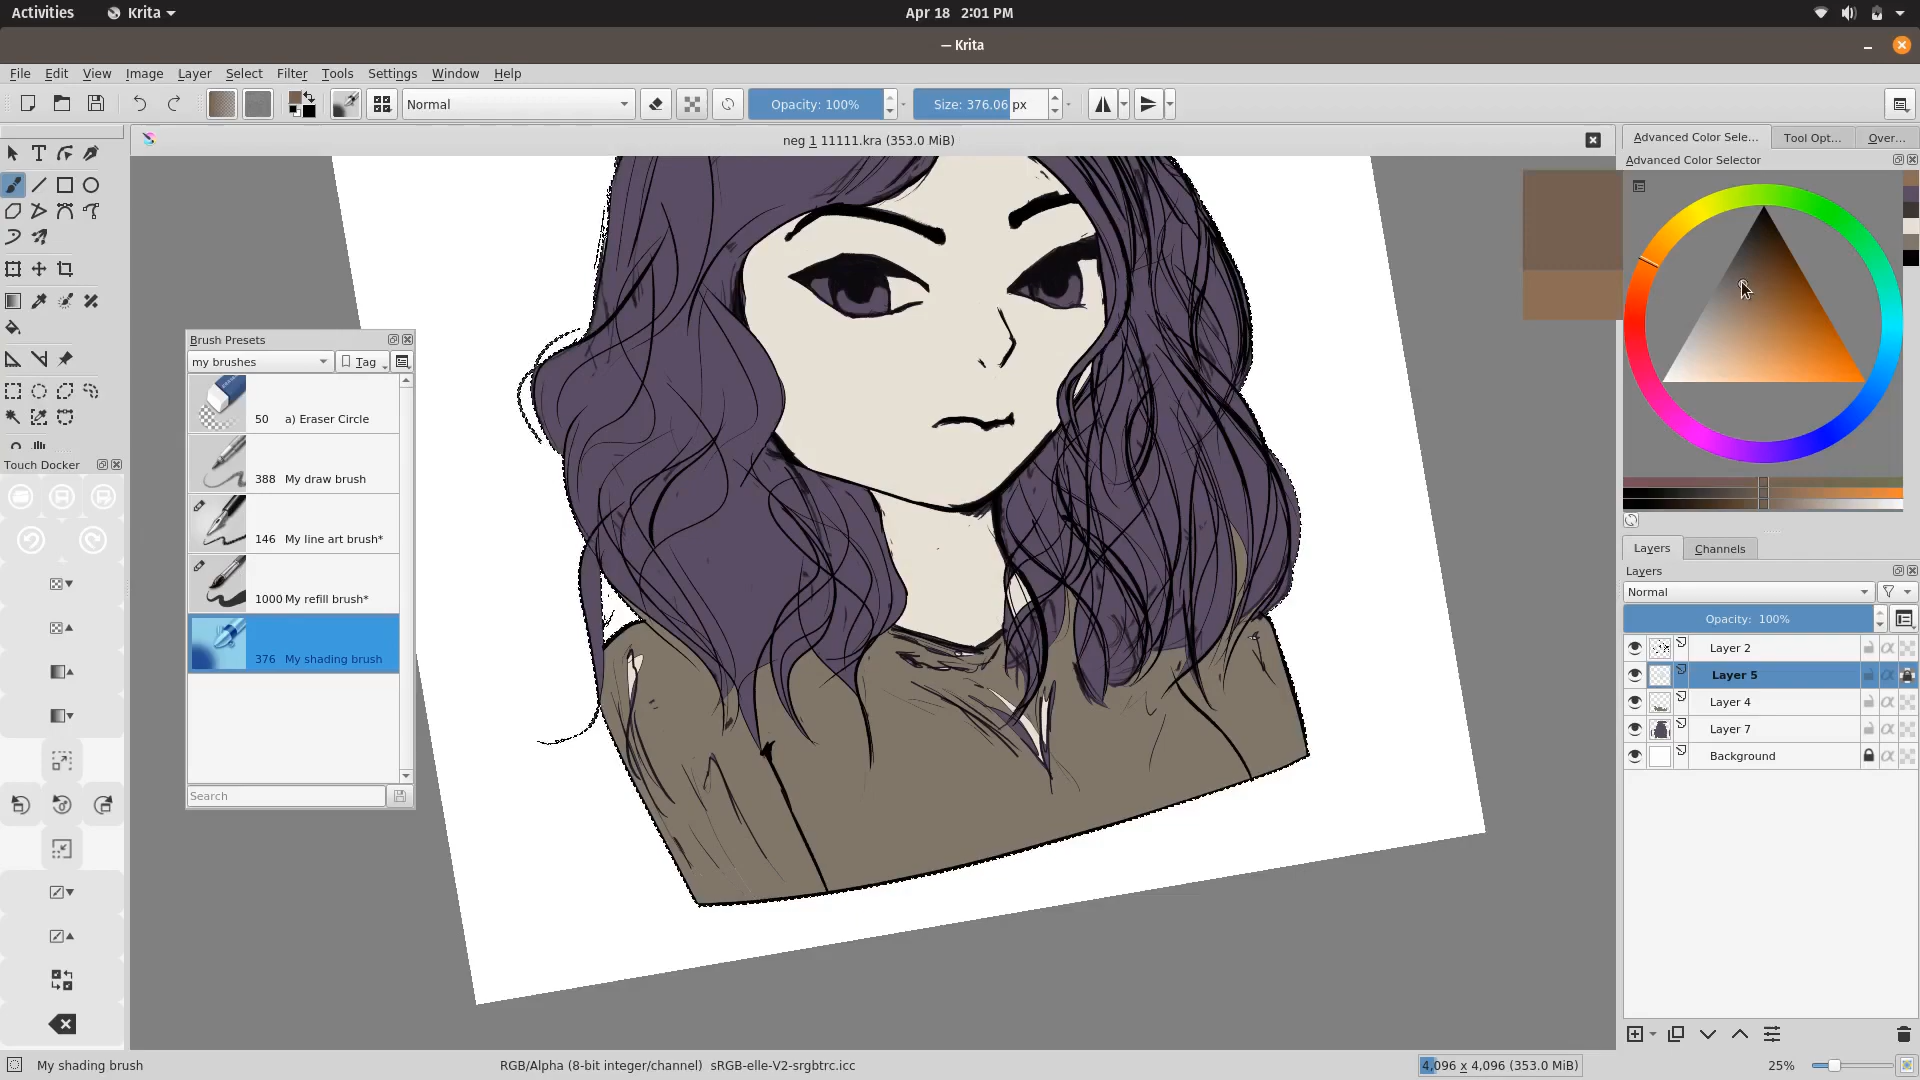 Activities Krita Apr 18 2:01 PM
— Krita
File Edit View Image Layer Select Filter Tools Settings Window Help
Normal Opacity: 100% Size: 376.06 px
neg 1 11111.kra (353.0 MiB)
Advanced Color Sele... Tool Opt... Over...
Advanced Color Selector
Brush Presets
my brushes Tag
50 a) Eraser Circle
388 My draw brush
146 My line art brush*
1000 My refill brush*
376 My shading brush
Search
Touch Docker
Layers Channels
Layers
Normal
Opacity: 100%
Layer 2
Layer 5
Layer 4
Layer 7
Background
My shading brush RGB/Alpha (8-bit integer/channel) sRGB-elle-V2-srgbtrc.icc 4,096 x 4,096 (353.0 MiB) 25%